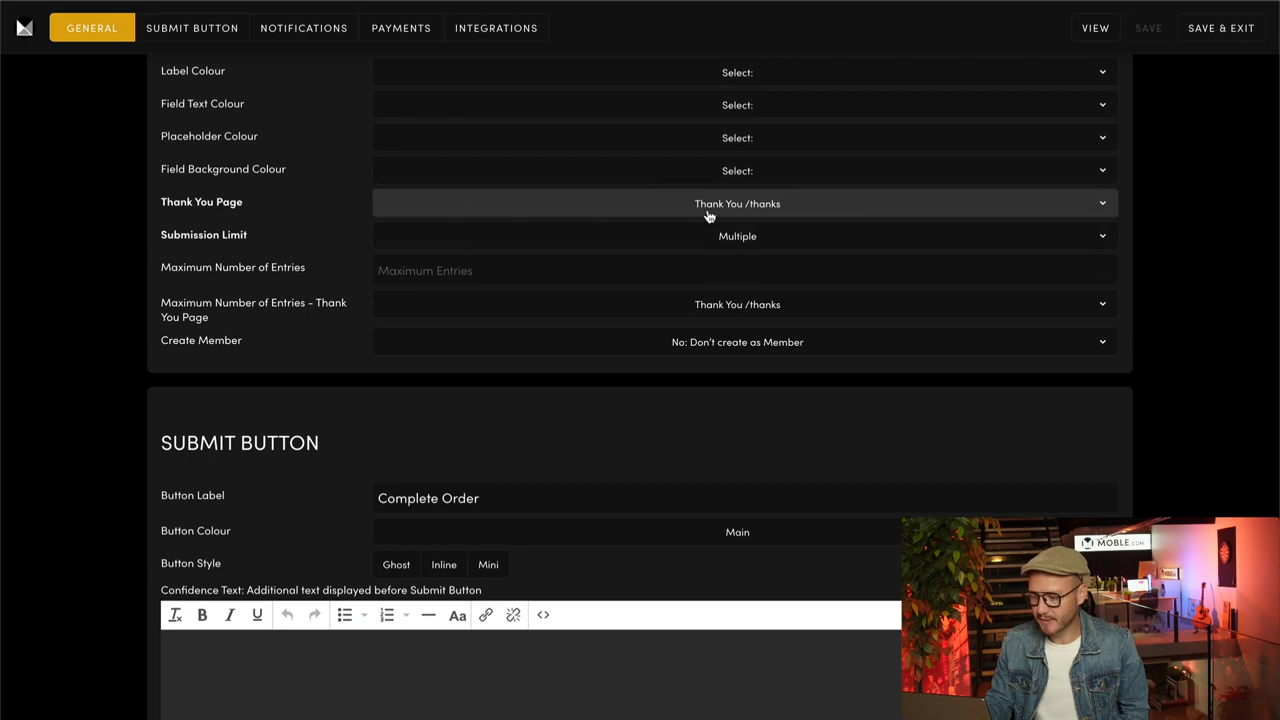 GENERAL SUBMIT BUTTON NOTIFICATIONS PAYMENTS INTEGRATIONS VIEW SAVE SAVE & EXIT
Label Colour Select:
Field Text Colour Select:
Placeholder Colour Select:
Field Background Colour Select:
Thank You Page Thank You /thanks
Submission Limit Multiple
Maximum Number of Entries Maximum Entries
Maximum Number of Entries - Thank You /thanks
You Page
Create Member No: Don't create as Member
SUBMIT BUTTON
Button Label Complete Order
Button Colour Main
Button Style Ghost Inline Mini
Confidence Text: Additional text displayed before Submit Button
B I U Aa
MOBLE.COM